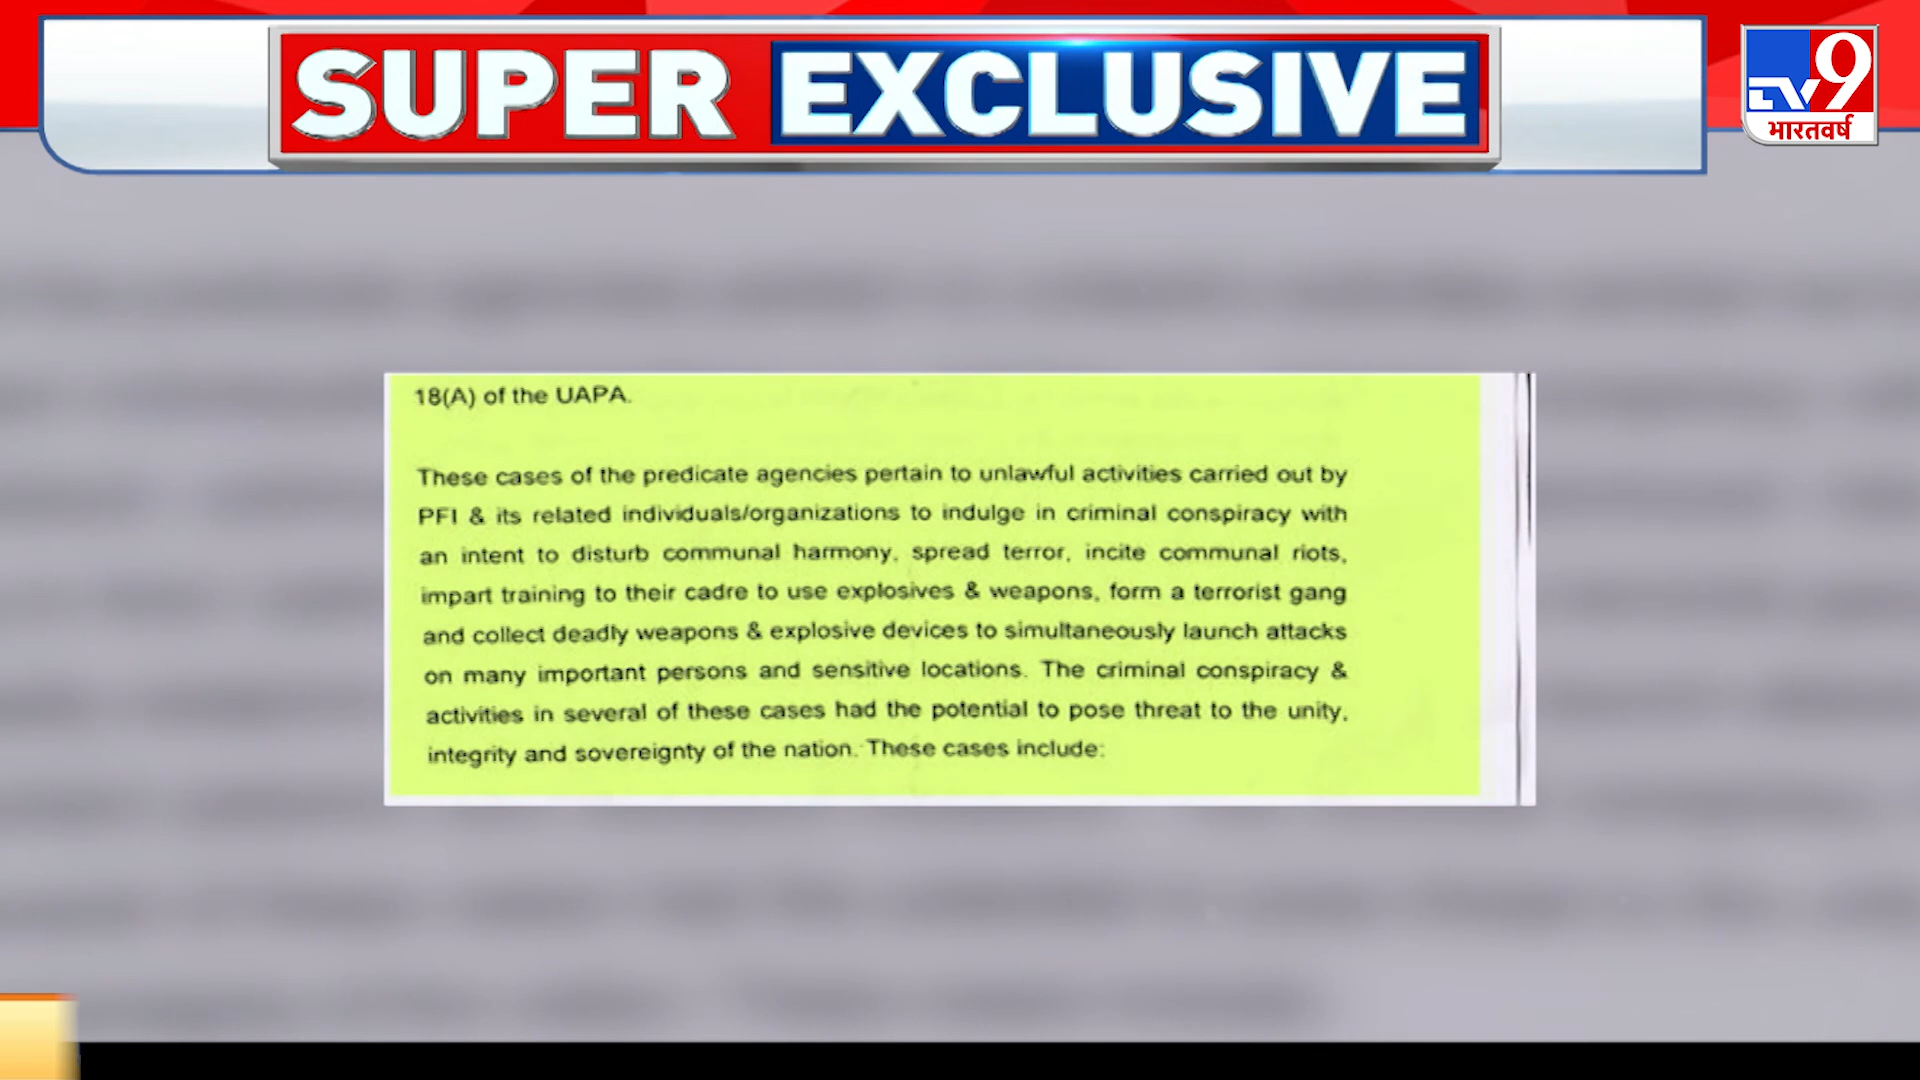 SUPER EXCLUSIVE
TV9
भारतवर्ष
18(A) of the UAPA.
These cases of the predicate agencies pertain to unlawful activities carried out by
PFI & its related individuals/organizations to indulge in criminal conspiracy with
an intent to disturb communal harmony, spread terror, incite communal riots,
impart training to their cadre to use explosives & weapons, form a terrorist gang
and collect deadly weapons & explosive devices to simultaneously launch attacks
on many important persons and sensitive locations. The criminal conspiracy &
activities in several of these cases had the potential to pose threat to the unity,
integrity and sovereignty of the nation. These cases include: